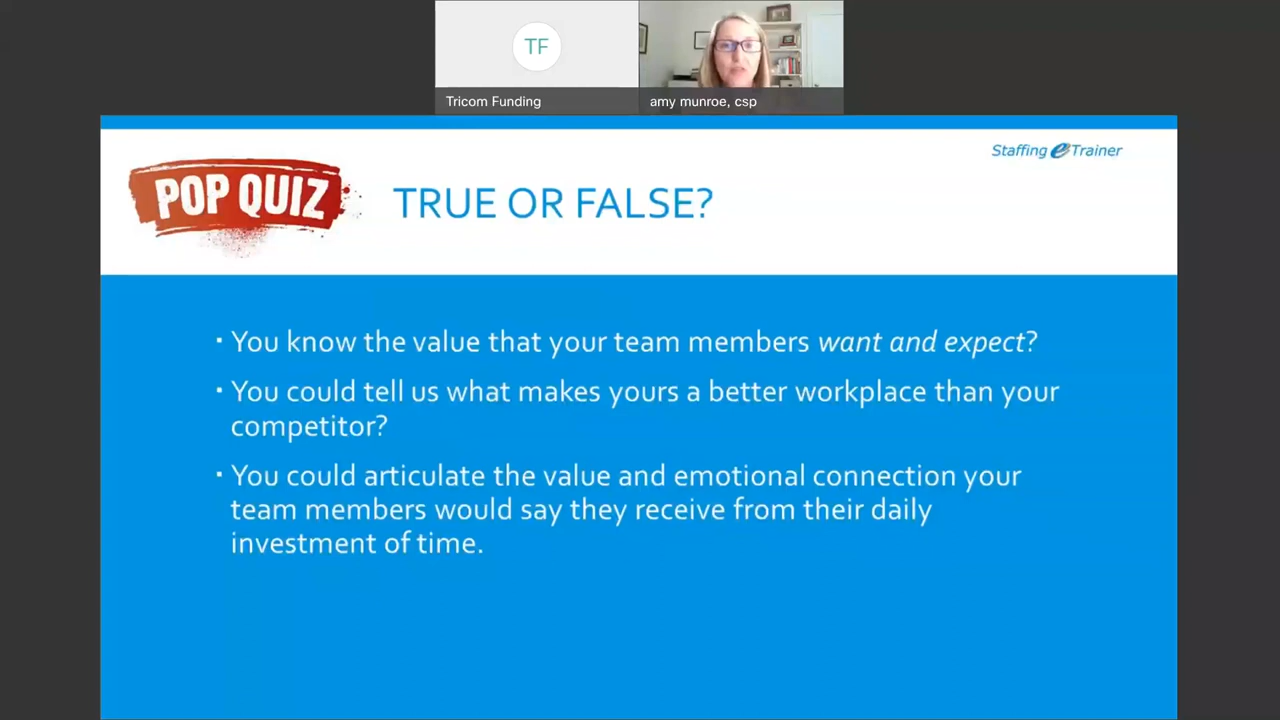 TF
Tricom Funding
amy munroe, csp
Staffing eTrainer
POP QUIZ
TRUE OR FALSE?
▪ You know the value that your team members want and expect?
▪ You could tell us what makes yours a better workplace than your
competitor?
▪ You could articulate the value and emotional connection your
team members would say they receive from their daily
investment of time.